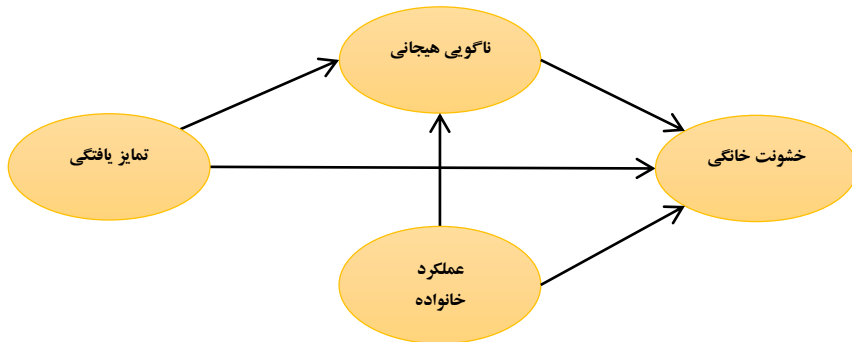 ناگویی هیجانی
تمایز یافتگی
خشونت خانگی
عملکرد
خانواده